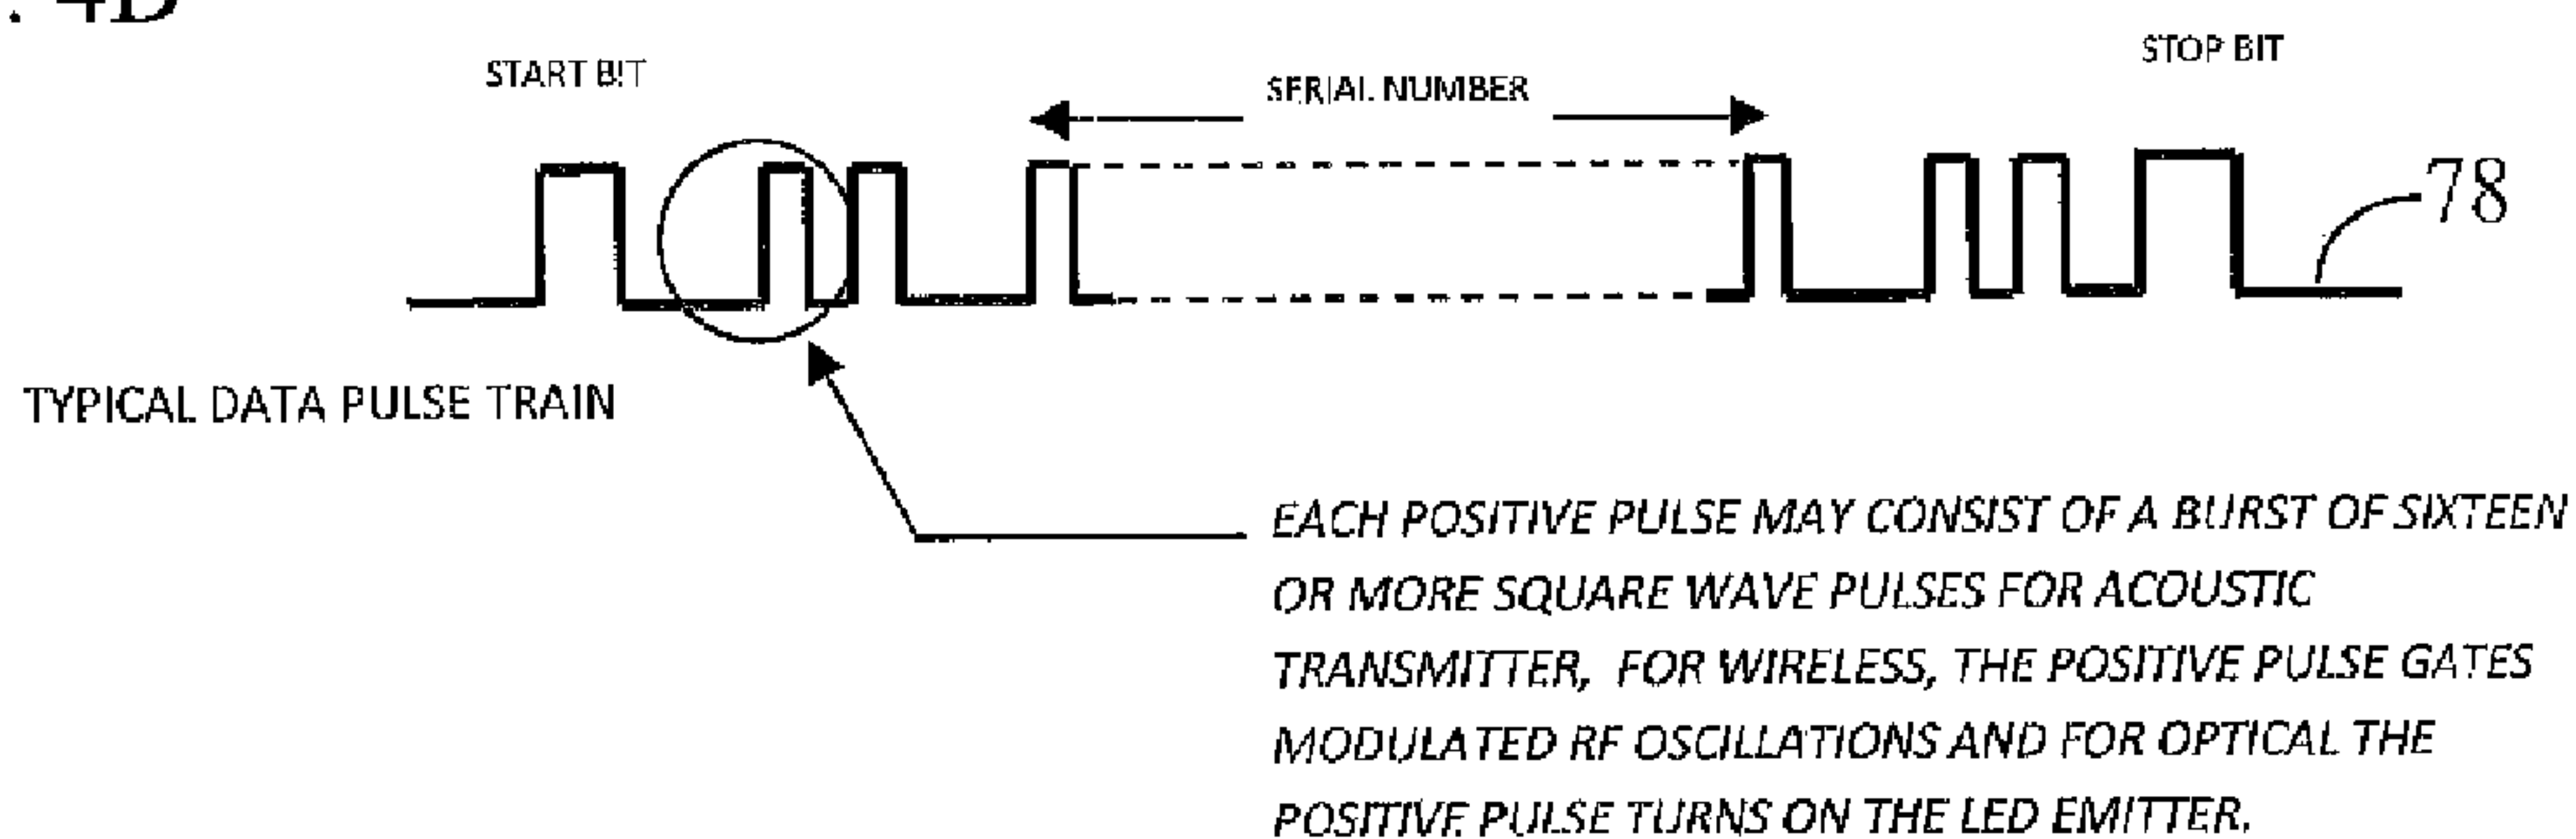 . 4D
STOP BIT
START BIT
SERIAL NUMBER
78
TYPICAL DATA PULSE TRAIN
EACH POSITIVE PULSE MAY CONSIST OF A BURST OF SIXTEEN
OR MORE SQUARE WAVE PULSES FOR ACOUSTIC
TRANSMITTER, FOR WIRELESS, THE POSITIVE PULSE GATES
MODULATED RF OSCILLATIONS AND FOR OPTICAL THE
POSITIVE PULSE TURNS ON THE LED EMITTER.